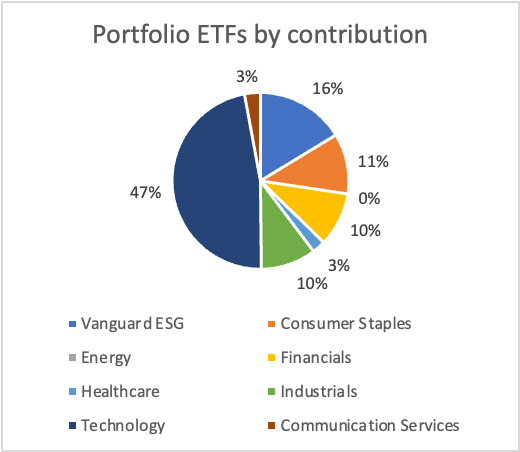 Portfolio ETFs by contribution
3%
16%
11%
47%
0%
10%
3%
10%
Vanguard ESG
Consumer Staples
Energy
Financials
Healthcare
Industrials
Technology
Communication Services